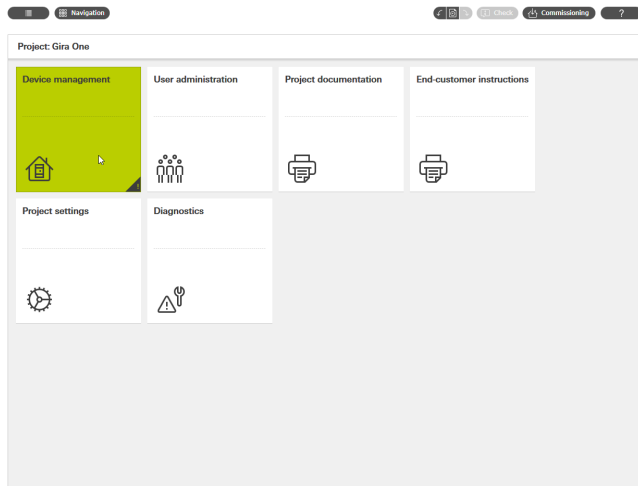 Navigation
Check
Commissioning
?
Project: Gira One
Device management
User administration
Project documentation
End-customer instructions
Project settings
Diagnostics